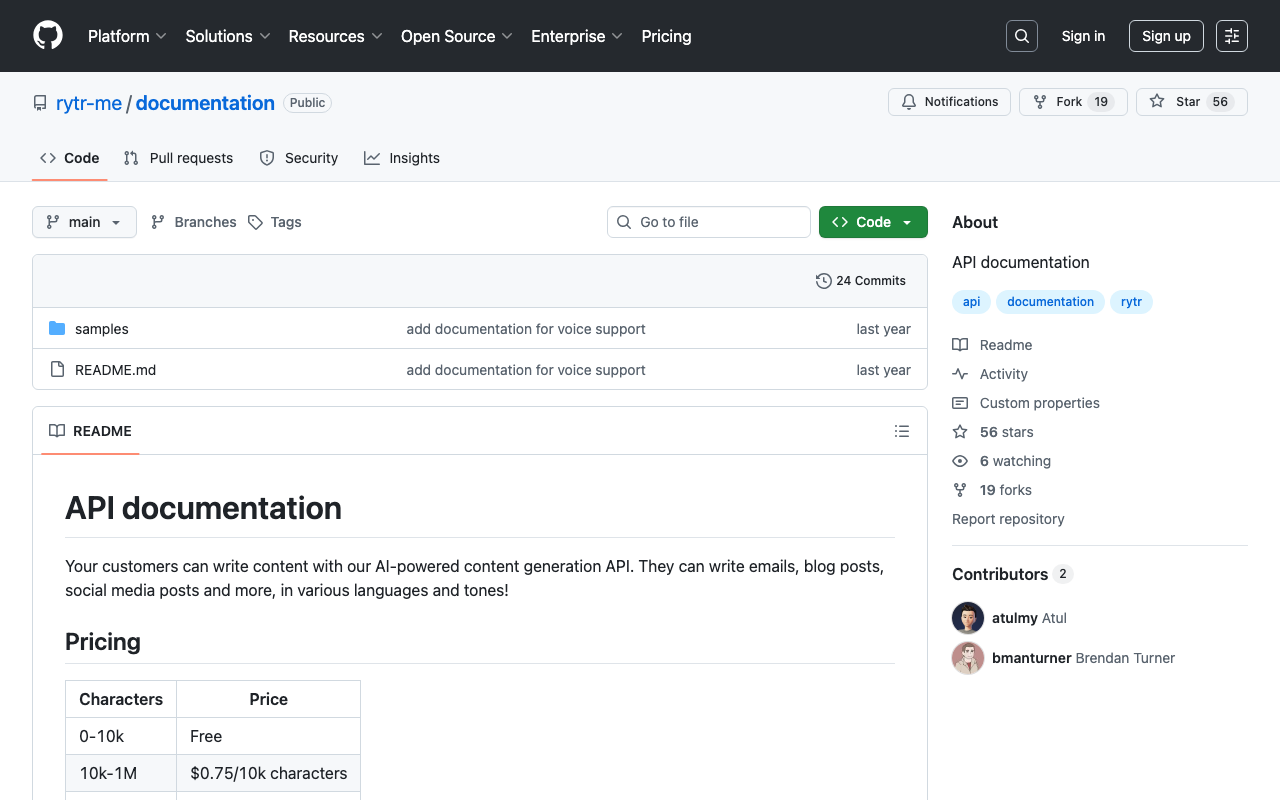 Platform Solutions Resources Open Source Enterprise Pricing Sign in Sign up
rytr-me / documentation Public Notifications Fork 19 Star 56
Code Pull requests Security Insights
main Branches Tags Go to file Code
24 Commits
samples add documentation for voice support last year
README.md add documentation for voice support last year
README
API documentation
Your customers can write content with our AI-powered content generation API. They can write emails, blog posts,
social media posts and more, in various languages and tones!
Pricing
Characters Price
0-10k Free
10k-1M $0.75/10k characters
About
API documentation
api documentation rytr
Readme
Activity
Custom properties
56 stars
6 watching
19 forks
Report repository
Contributors 2
atulmy Atul
bmanturner Brendan Turner